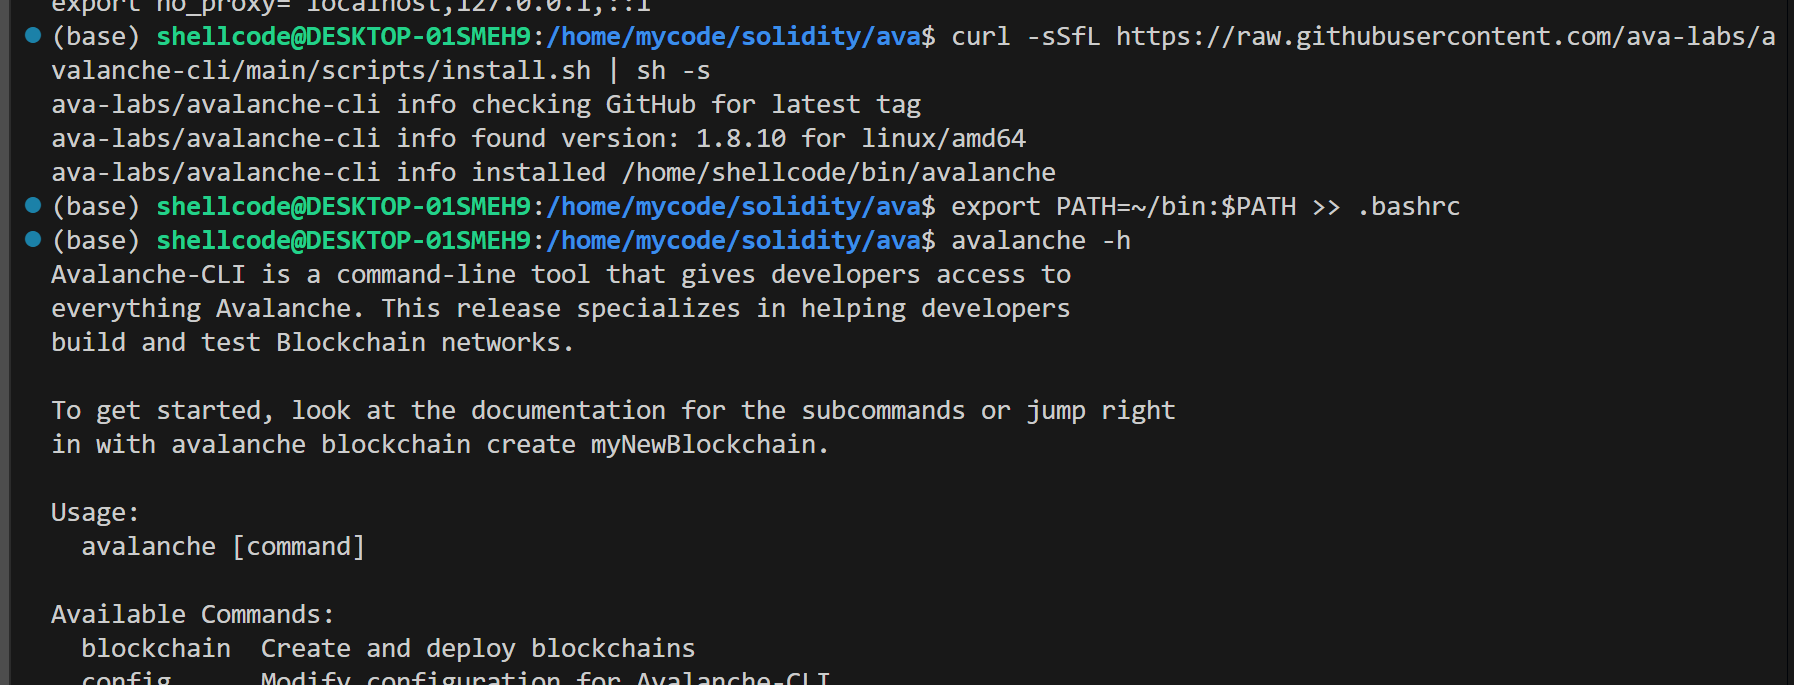 export no_proxy= localhost,127.0.0.1,::1
(base) shellcode@DESKTOP-01SMEH9:/home/mycode/solidity/ava$ curl -sSfL https://raw.githubusercontent.com/ava-labs/a
valanche-cli/main/scripts/install.sh | sh -s
ava-labs/avalanche-cli info checking GitHub for latest tag
ava-labs/avalanche-cli info found version: 1.8.10 for linux/amd64
ava-labs/avalanche-cli info installed /home/shellcode/bin/avalanche
(base) shellcode@DESKTOP-01SMEH9:/home/mycode/solidity/ava$ export PATH=~/bin:$PATH >> .bashrc
(base) shellcode@DESKTOP-01SMEH9:/home/mycode/solidity/ava$ avalanche -h
Avalanche-CLI is a command-line tool that gives developers access to
everything Avalanche. This release specializes in helping developers
build and test Blockchain networks.
To get started, look at the documentation for the subcommands or jump right
in with avalanche blockchain create myNewBlockchain.
Usage:
avalanche [command]
Available Commands:
blockchain Create and deploy blockchains
config Modify configuration for Avalanche-CLI